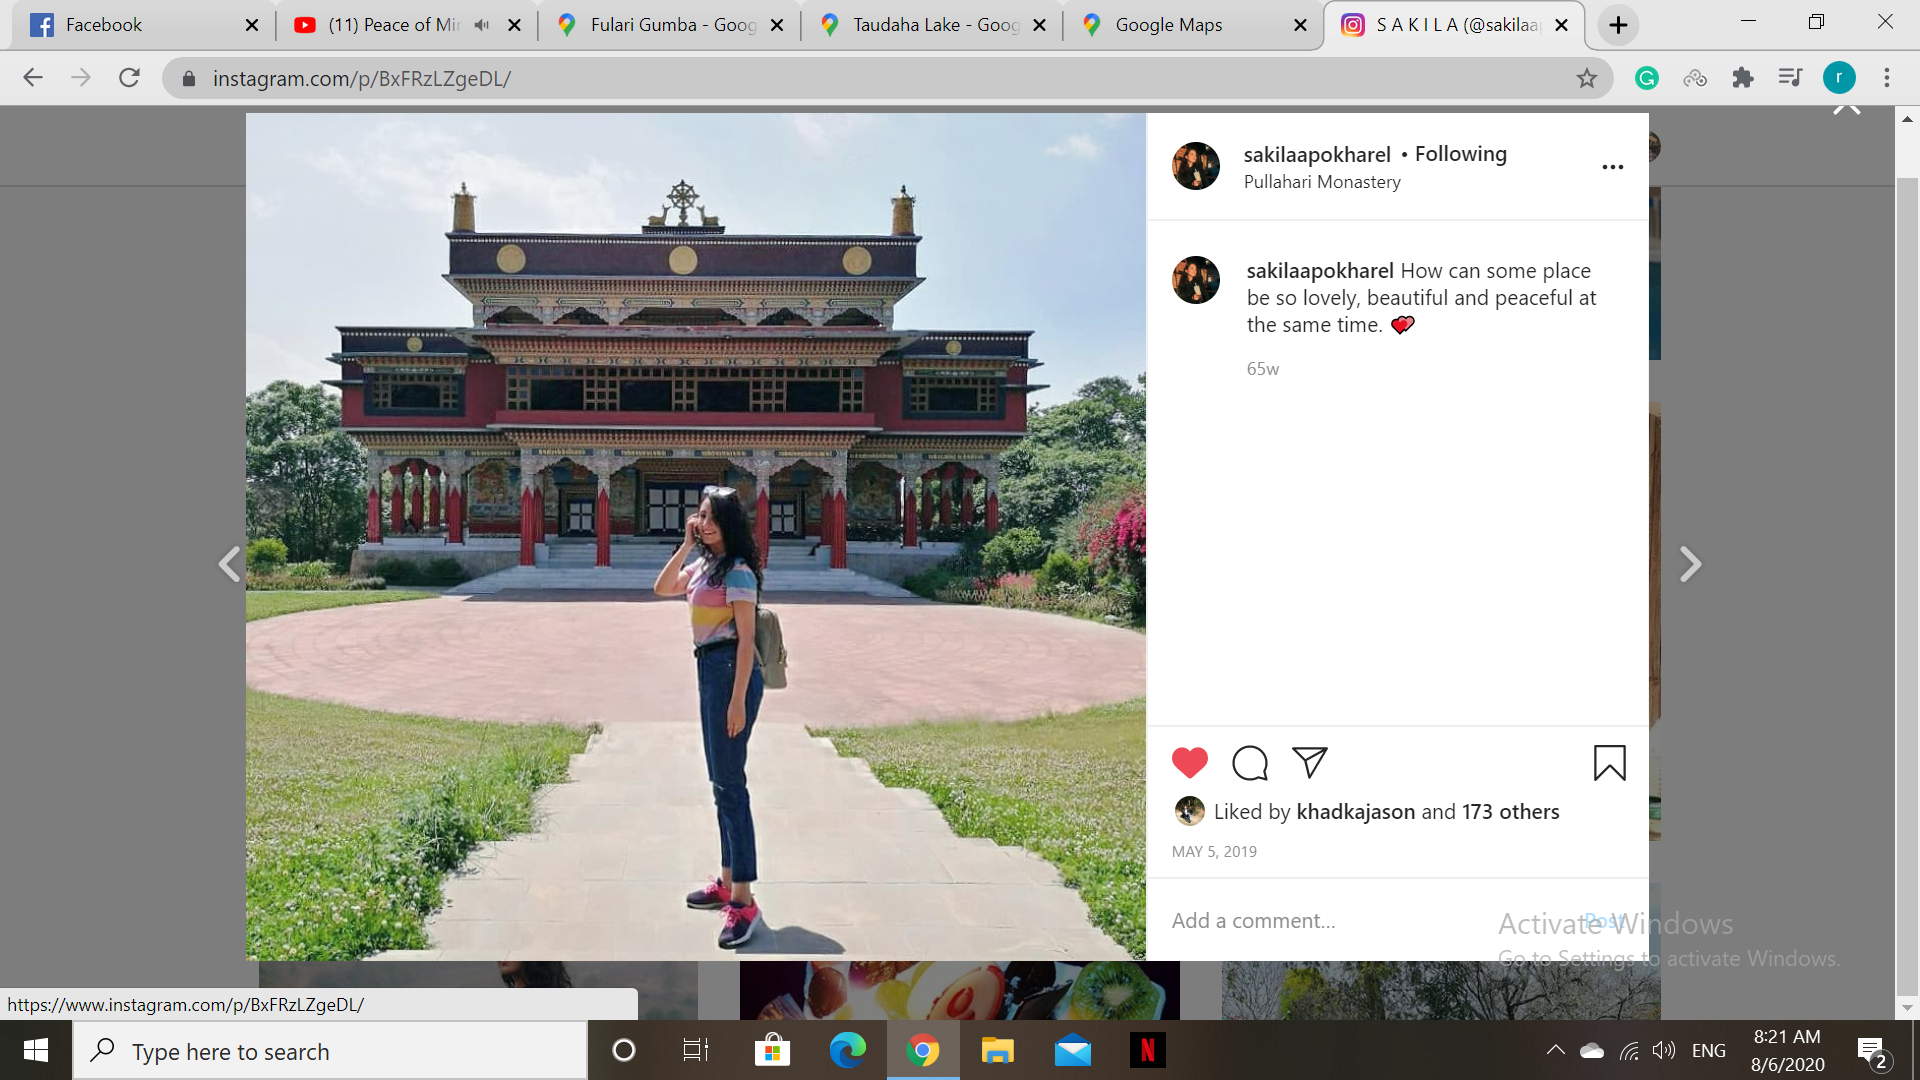 Facebook
(11) Peace of Mi
Fulari Gumba - Goog
Taudaha Lake - Goog
Google Maps
S A K I L A (@sakilaa
instagram.com/p/BxFRzLZgeDL/
r
sakilaapokharel • Following
Pullahari Monastery
sakilaapokharel How can some place
be so lovely, beautiful and peaceful at
the same time. 💕
65w
Liked by khadkajason and 173 others
MAY 5, 2019
Add a comment...
Post
Activate Windows
Go to Settings to activate Windows.
https://www.instagram.com/p/BxFRzLZgeDL/
Type here to search
N
ENG
8:21 AM
8/6/2020
2